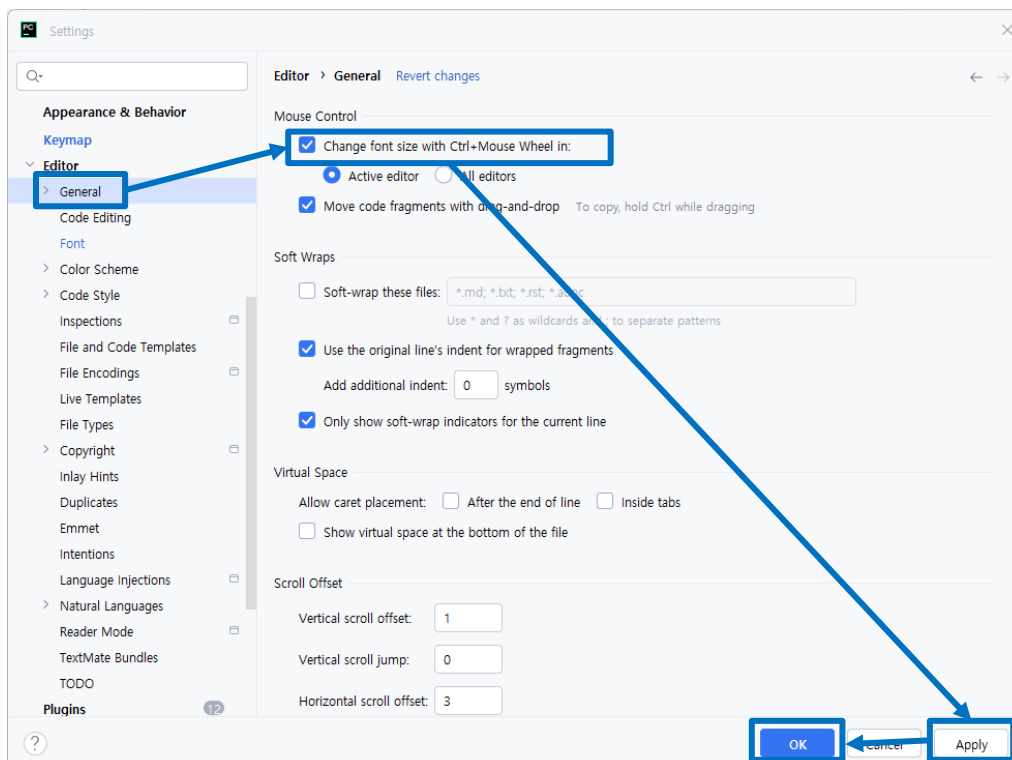 PC
Settings
Editor › General Revert changes
Appearance & Behavior
Keymap
Editor
General
Code Editing
Font
Color Scheme
Code Style
Inspections
File and Code Templates
File Encodings
Live Templates
File Types
Copyright
Inlay Hints
Duplicates
Emmet
Intentions
Language Injections
Natural Languages
Reader Mode
TextMate Bundles
TODO
Plugins 12
Mouse Control
Change font size with Ctrl+Mouse Wheel in:
Active editor All editors
Move code fragments with drag-and-drop To copy, hold Ctrl while dragging
Soft Wraps
Soft-wrap these files: *.md; *.txt; *.rst;
Use * and ? as wildcards and ; to separate patterns
Use the original line's indent for wrapped fragments
Add additional indent: 0 symbols
Only show soft-wrap indicators for the current line
Virtual Space
Allow caret placement: After the end of line Inside tabs
Show virtual space at the bottom of the file
Scroll Offset
Vertical scroll offset: 1
Vertical scroll jump: 0
Horizontal scroll offset: 3
?
OK Cancel Apply